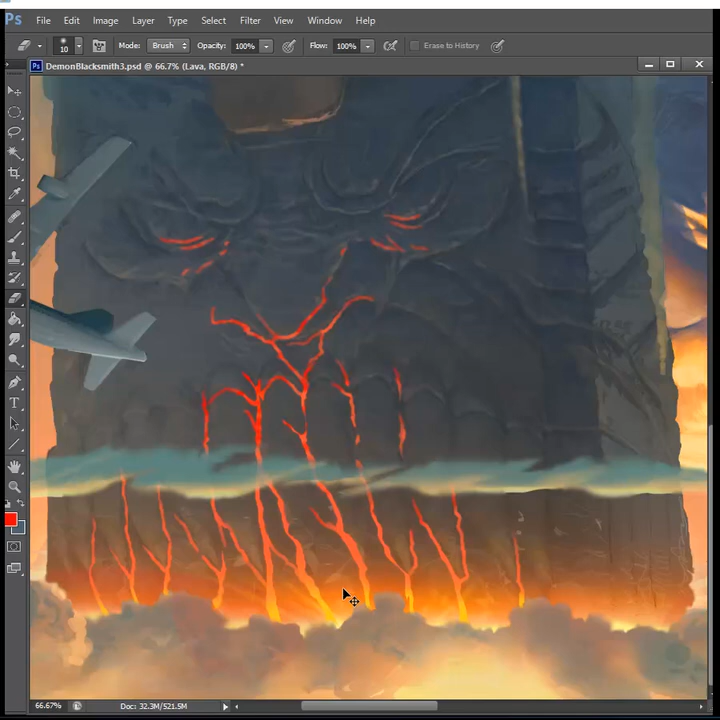 Ps File Edit Image Layer Type Select Filter View Window Help
10 Mode: Brush Opacity: 100% Flow: 100% Erase to History
Ps DemonBlacksmith3.psd @ 66.7% (Lava, RGB/8) *
T
66.67% Doc: 32.3M/521.5M